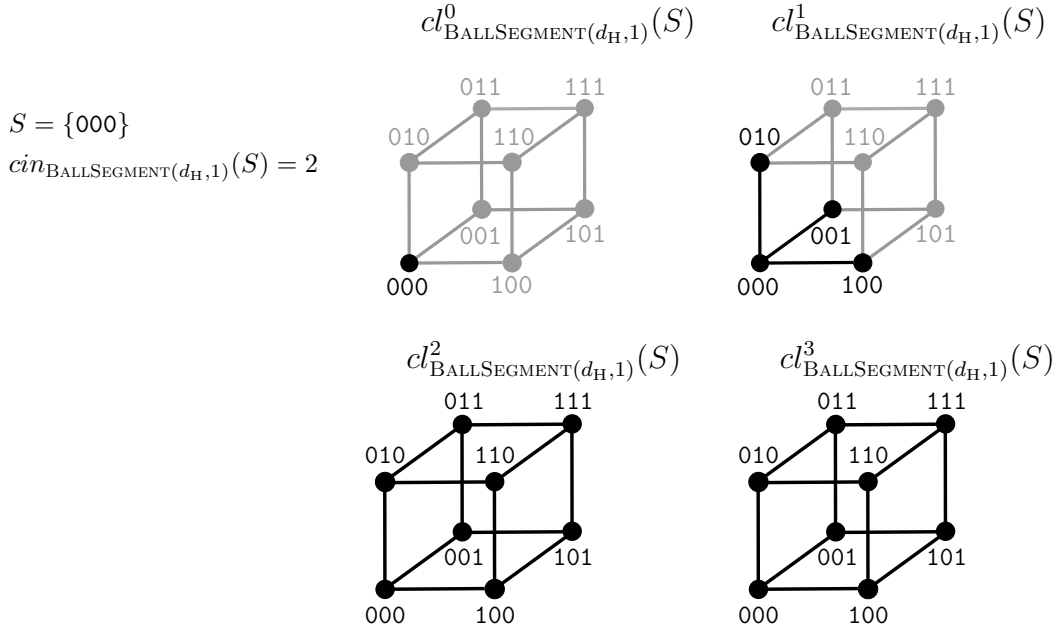 cl^0_{BALLSEGMENT(d_H,1)}(S) cl^1_{BALLSEGMENT(d_H,1)}(S)
011 111 011 111
S = {000}
010 110 010 110
cin_{BALLSEGMENT(d_H,1)}(S) = 2
001 101 001 101
000 100 000 100
cl^2_{BALLSEGMENT(d_H,1)}(S) cl^3_{BALLSEGMENT(d_H,1)}(S)
011 111 011 111
010 110 010 110
001 101 001 101
000 100 000 100